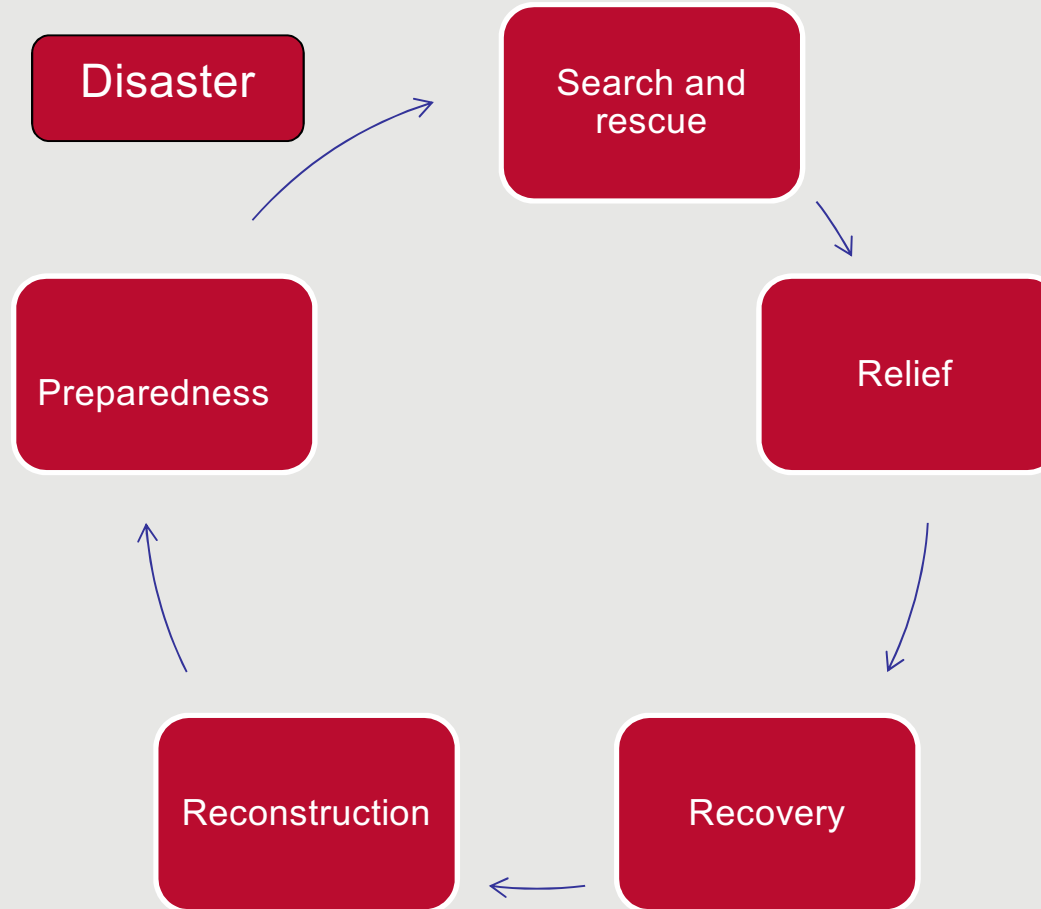 Disaster
Search and
rescue
Relief
Preparedness
Reconstruction
Recovery